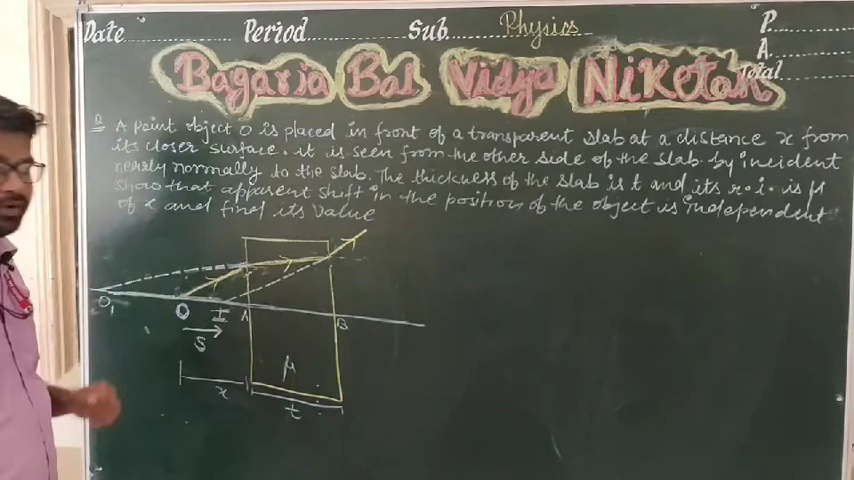 Date Period Sub Physics P
A
Total
Bagaria Bal Vidya Niketan
Q A point object O is placed in front of a transparent slab at a distance x from
its closer surface. it is seen from the other side of the slab by incident
nearly normally to the slab. The thickness of the slab is t and its r.i. is μ
Show that apparent shift in the position of the object is independent
of x and find its value
O1 O I A B
S
μ
x
t